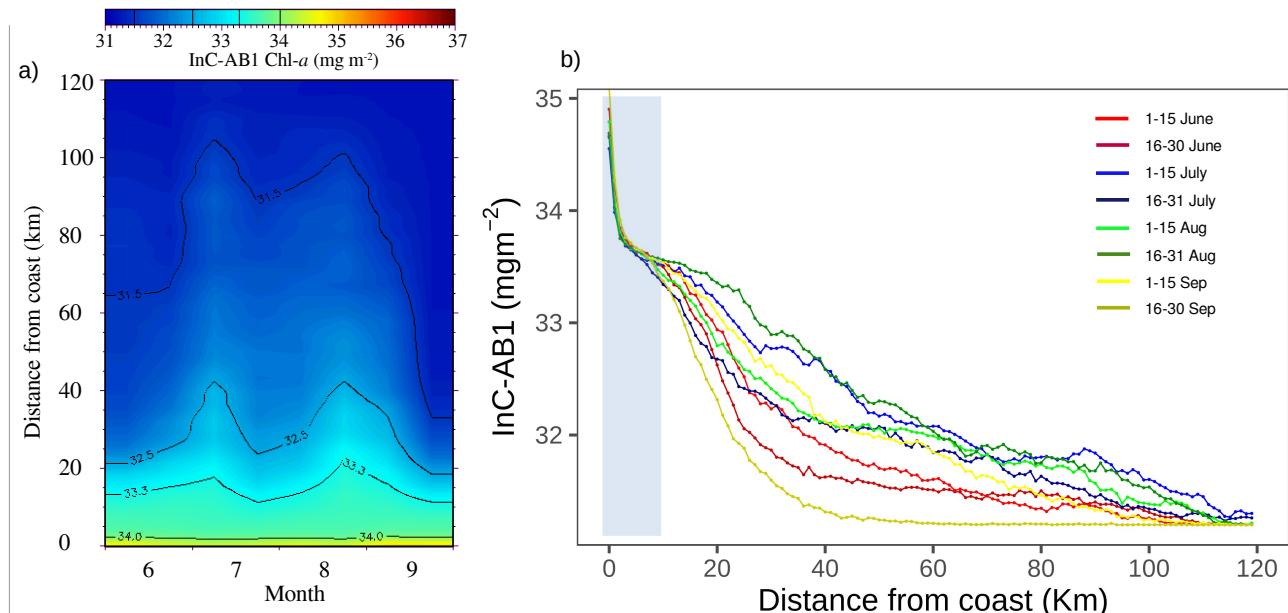 31 32 33 34 35 36 37
InC-AB1 Chl-a (mg m⁻²)
a)
120
100
80
60
40
20
0
Distance from coast (km)
31.5
31.5
31.5
32.5
32.5
32.5
33.3
33.3
34.0
34.0
6 7 8 9
Month
b)
35
34
33
32
InC-AB1 (mgm⁻²)
1-15 June
16-30 June
1-15 July
16-31 July
1-15 Aug
16-31 Aug
1-15 Sep
16-30 Sep
0 20 40 60 80 100 120
Distance from coast (Km)